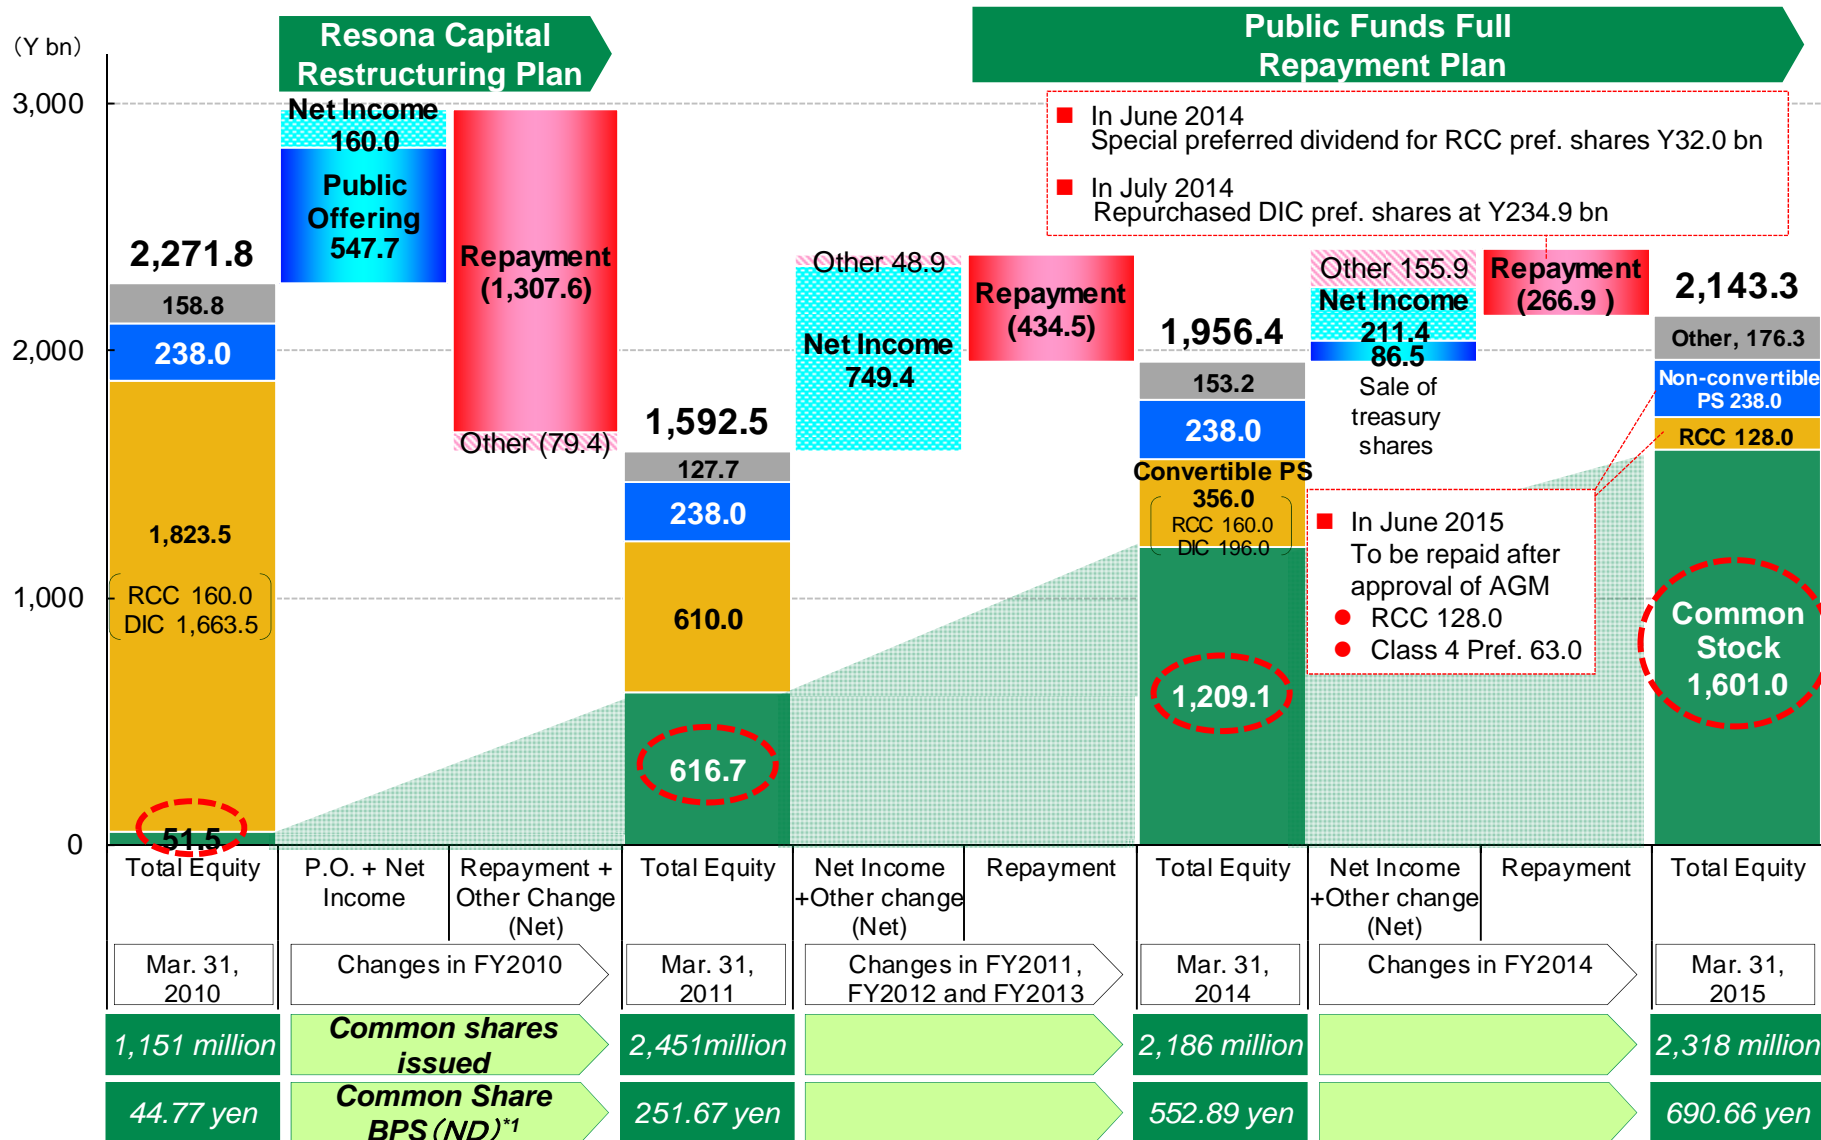 Resona Capital
Restructuring Plan
Public Funds Full
Repayment Plan
（Y bn）
3,000
2,000
1,000
0
2,271.8
158.8
238.0
1,823.5
RCC 160.0
DIC 1,663.5
51.5
Net Income
160.0
Public
Offering
547.7
Repayment
(1,307.6)
Other (79.4)
1,592.5
127.7
238.0
610.0
616.7
Other 48.9
Net Income
749.4
Repayment
(434.5)
1,956.4
153.2
238.0
Convertible PS
356.0
RCC 160.0
DIC 196.0
1,209.1
■ In June 2014
Special preferred dividend for RCC pref. shares Y32.0 bn
■ In July 2014
Repurchased DIC pref. shares at Y234.9 bn
Other 155.9
Net Income
211.4
86.5
Sale of
treasury
shares
Repayment
(266.9 )
■ In June 2015
To be repaid after
approval of AGM
● RCC 128.0
● Class 4 Pref. 63.0
2,143.3
Other, 176.3
Non-convertible
PS 238.0
RCC 128.0
Common
Stock
1,601.0
Total Equity
P.O. + Net
Income
Repayment +
Other Change
(Net)
Total Equity
Net Income
+Other change
(Net)
Repayment
Total Equity
Net Income
+Other change
(Net)
Repayment
Total Equity
Mar. 31,
2010
Changes in FY2010
Mar. 31,
2011
Changes in FY2011,
FY2012 and FY2013
Mar. 31,
2014
Changes in FY2014
Mar. 31,
2015
1,151 million
Common shares
issued
2,451million
2,186 million
2,318 million
44.77 yen
Common Share
BPS（ND）*1
251.67 yen
552.89 yen
690.66 yen